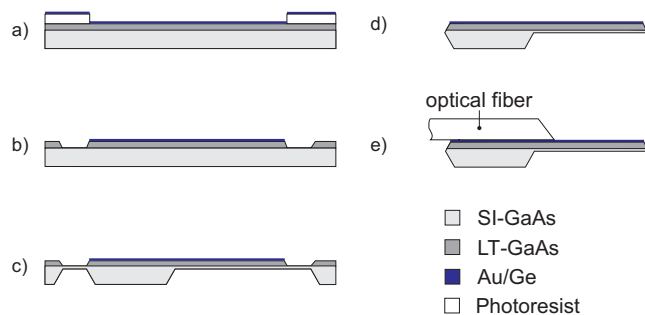 a)
b)
c)
d)
optical fiber
e)
SI-GaAs
LT-GaAs
Au/Ge
Photoresist